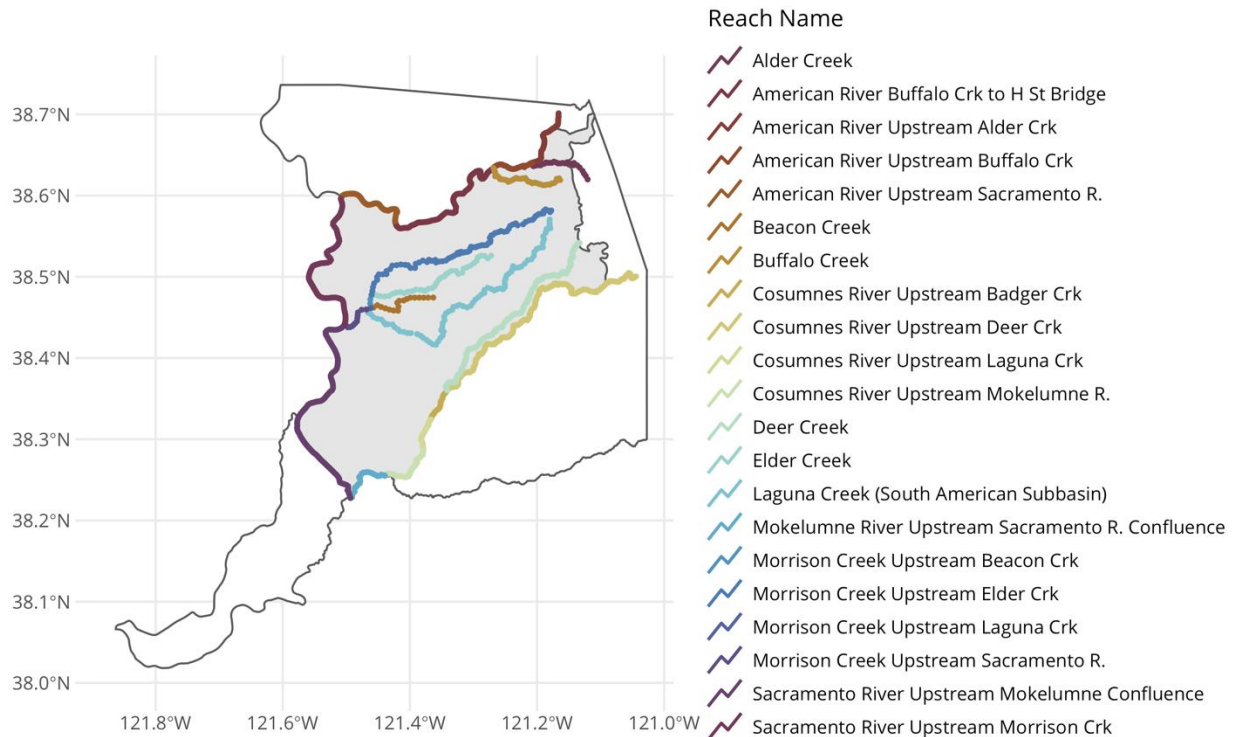 Reach Name
Alder Creek
American River Buffalo Crk to H St Bridge
American River Upstream Alder Crk
American River Upstream Buffalo Crk
American River Upstream Sacramento R.
Beacon Creek
Buffalo Creek
Cosumnes River Upstream Badger Crk
Cosumnes River Upstream Deer Crk
Cosumnes River Upstream Laguna Crk
Cosumnes River Upstream Mokelumne R.
Deer Creek
Elder Creek
Laguna Creek (South American Subbasin)
Mokelumne River Upstream Sacramento R. Confluence
Morrison Creek Upstream Beacon Crk
Morrison Creek Upstream Elder Crk
Morrison Creek Upstream Laguna Crk
Morrison Creek Upstream Sacramento R.
Sacramento River Upstream Mokelumne Confluence
Sacramento River Upstream Morrison Crk
38.7°N
38.6°N
38.5°N
38.4°N
38.3°N
38.2°N
38.1°N
38.0°N
121.8°W 121.6°W 121.4°W 121.2°W 121.0°W